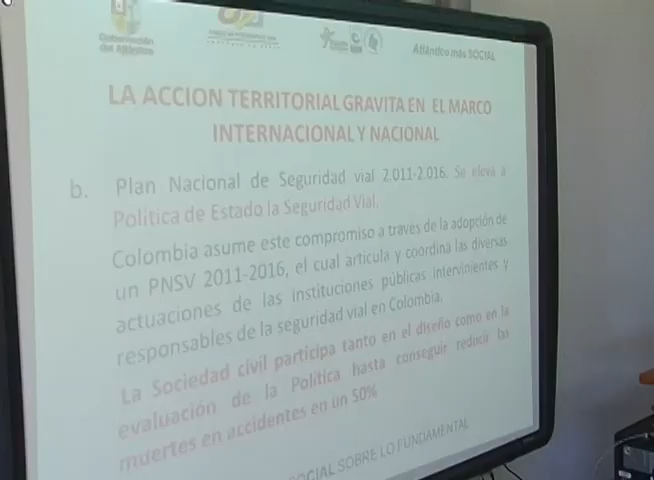 Gobernación
del Atlántico
Atlántico más SOCIAL
LA ACCION TERRITORIAL GRAVITA EN EL MARCO
INTERNACIONAL Y NACIONAL
b. Plan Nacional de Seguridad vial 2.011-2.016. Se eleva a
Política de Estado la Seguridad Vial.
Colombia asume este compromiso a través de la adopción de
un PNSV 2011-2016, el cual articula y coordina las diversas
actuaciones de las instituciones públicas intervinientes y
responsables de la seguridad vial en Colombia.
La Sociedad civil participa tanto en el diseño como en la
evaluación de la Política hasta conseguir reducir las
muertes en accidentes en un 50%
SOCIAL SOBRE LO FUNDAMENTAL